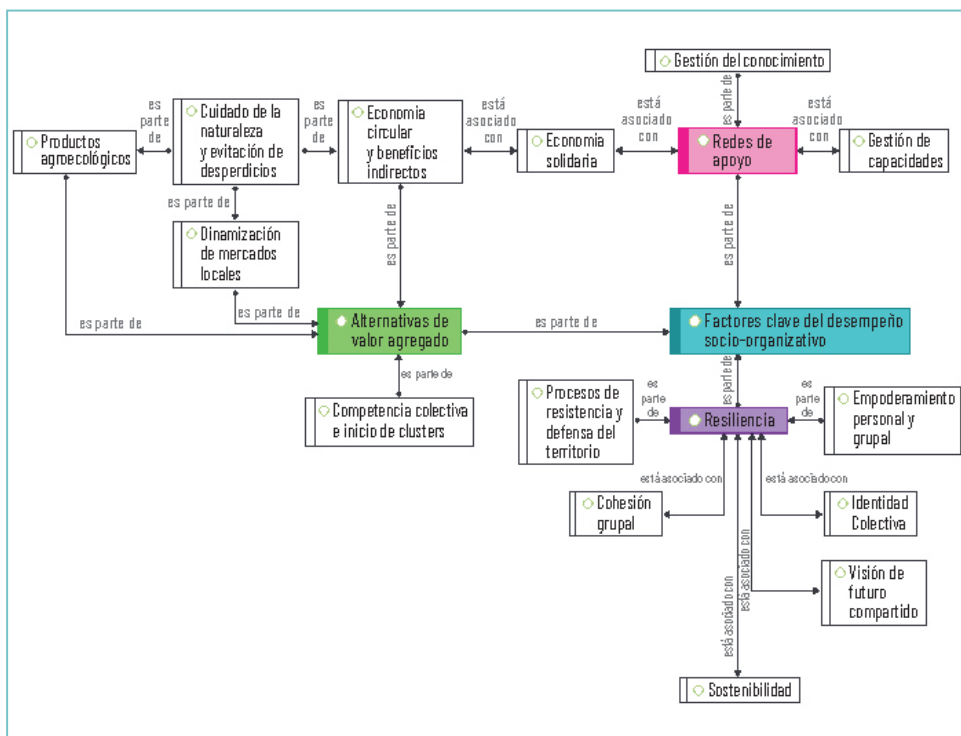 Gestión del conocimiento
es parte de
Cuidado de la
naturaleza
y evitación de
desperdicios
es
parte
de
Productos
agroecológicos
es
parte
de
Economía
circular
y beneficios
indirectos
está
asociado
con
Economía
solidaria
está
asociado
con
Redes de
apoyo
está
asociado
con
Gestión de
capacidades
es parte de
Dinamización
de mercados
locales
es parte de
es parte de
es parte de
es parte de
Alternativas de
valor agregado
es parte de
Factores clave del desempeño
socio-organizativo
es parte de
Competencia colectiva
e inicio de clusters
es parte de
Procesos de
resistencia y
defensa del
territorio
es
parte
de
Resiliencia
es
parte
de
Empoderamiento
personal y
grupal
está asociado con
está asociado con
Cohesión
grupal
Identidad
Colectiva
está asociado con
está asociado con
Visión de
futuro
compartido
Sostenibilidad